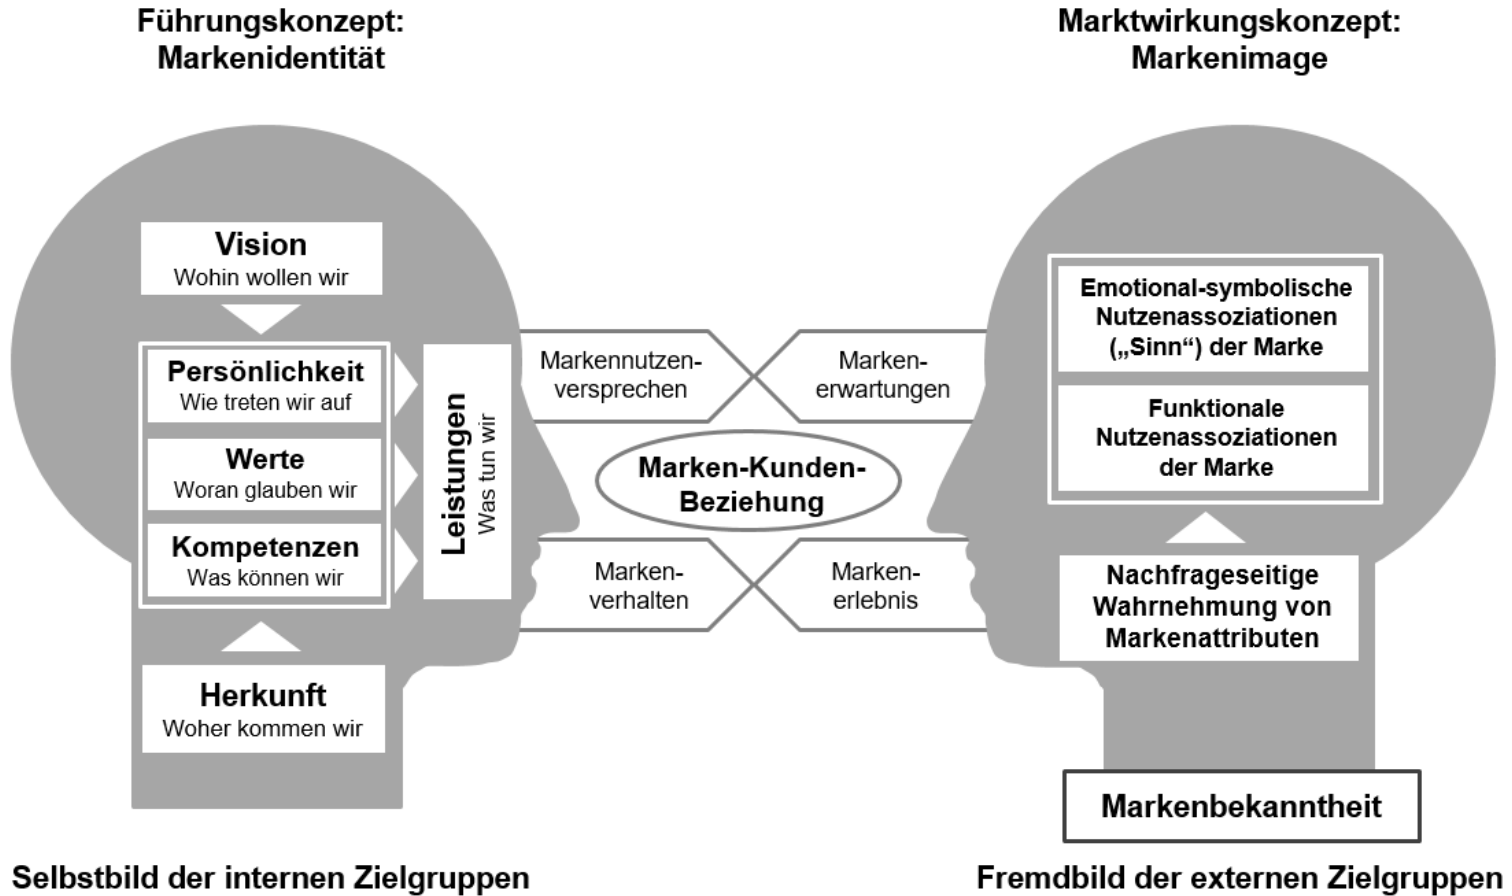 Führungskonzept:
Markenidentität
Marktwirkungskonzept:
Markenimage
Vision
Wohin wollen wir
Persönlichkeit
Wie treten wir auf
Werte
Woran glauben wir
Kompetenzen
Was können wir
Herkunft
Woher kommen wir
Leistungen
Was tun wir
Markennutzen-
versprechen
Marken-
erwartungen
Marken-Kunden-
Beziehung
Marken-
verhalten
Marken-
erlebnis
Emotional-symbolische
Nutzenassoziationen
(„Sinn“) der Marke
Funktionale
Nutzenassoziationen
der Marke
Nachfrageseitige
Wahrnehmung von
Markenattributen
Markenbekanntheit
Selbstbild der internen Zielgruppen
Fremdbild der externen Zielgruppen